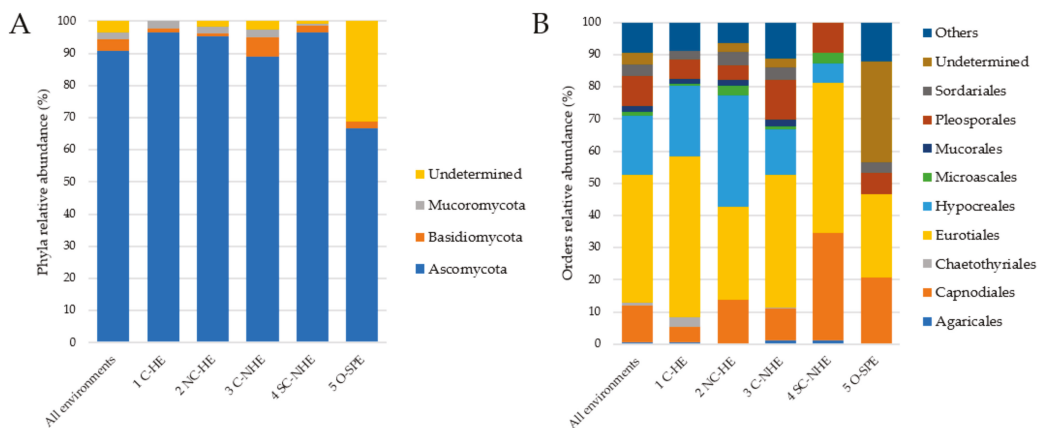 A
Phyla relative abundance (%)
100
90
80
70
60
50
40
30
20
10
0
All environments
1 C-HE
2 NC-HE
3 C-NHE
4 SC-NHE
5 O-SPE
Undetermined
Mucoromycota
Basidiomycota
Ascomycota
B
Orders relative abundance (%)
100
90
80
70
60
50
40
30
20
10
0
All environments
1 C-HE
2 NC-HE
3 C-NHE
4 SC-NHE
5 O-SPE
Others
Undetermined
Sordariales
Pleosporales
Mucorales
Microascales
Hypocreales
Eurotiales
Chaetothyriales
Capnodiales
Agaricales